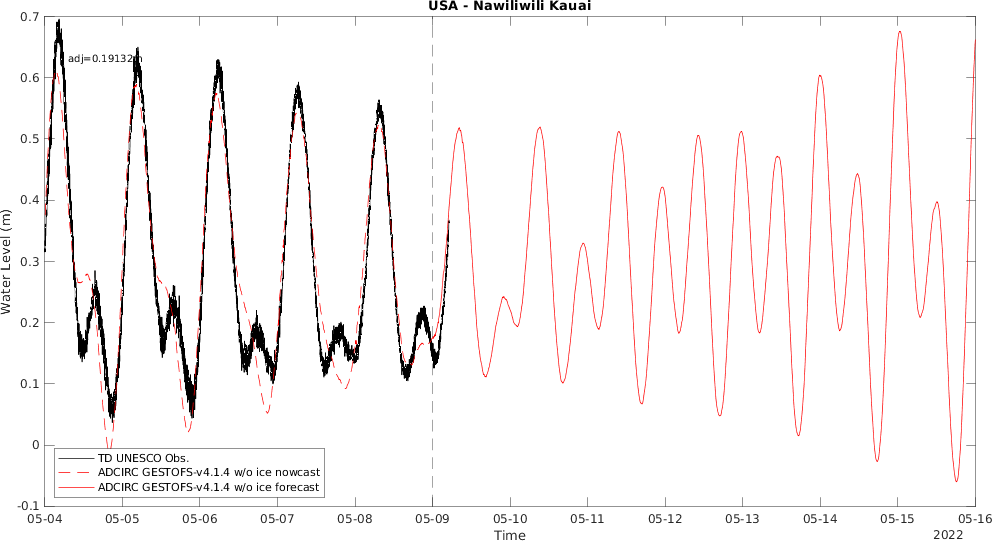 USA - Nawiliwili Kauai
0.7
adj=0.19132m
0.6
0.5
0.4
0.3
0.2
0.1
0
-0.1
Water Level (m)
TD UNESCO Obs.
ADCIRC GESTOFS-v4.1.4 w/o ice nowcast
ADCIRC GESTOFS-v4.1.4 w/o ice forecast
05-04 05-05 05-06 05-07 05-08 05-09 05-10 05-11 05-12 05-13 05-14 05-15 05-16
Time
2022